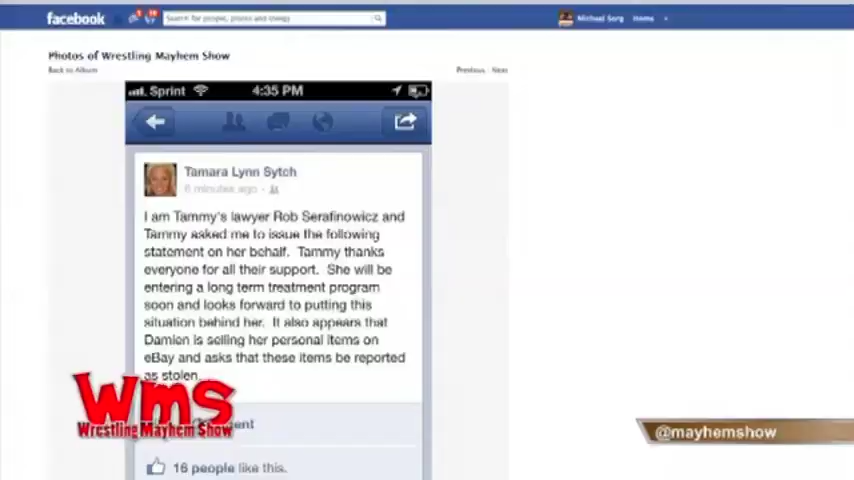 facebook
Search for people, photos and things
Michael Sorg Home
Photos of Wrestling Mayhem Show
Back to Album
Previous · Next
Sprint 4:35 PM
Tamara Lynn Sytch
6 minutes ago
I am Tammy's lawyer Rob Serafinowicz and
Tammy asked me to issue the following
statement on her behalf. Tammy thanks
everyone for all their support. She will be
entering a long term treatment program
soon and looks forward to putting this
situation behind her. It also appears that
Damien is selling her personal items on
eBay and asks that these items be reported
as stolen.
Wms
Wrestling Mayhem Show
@mayhemshow
16 people like this.